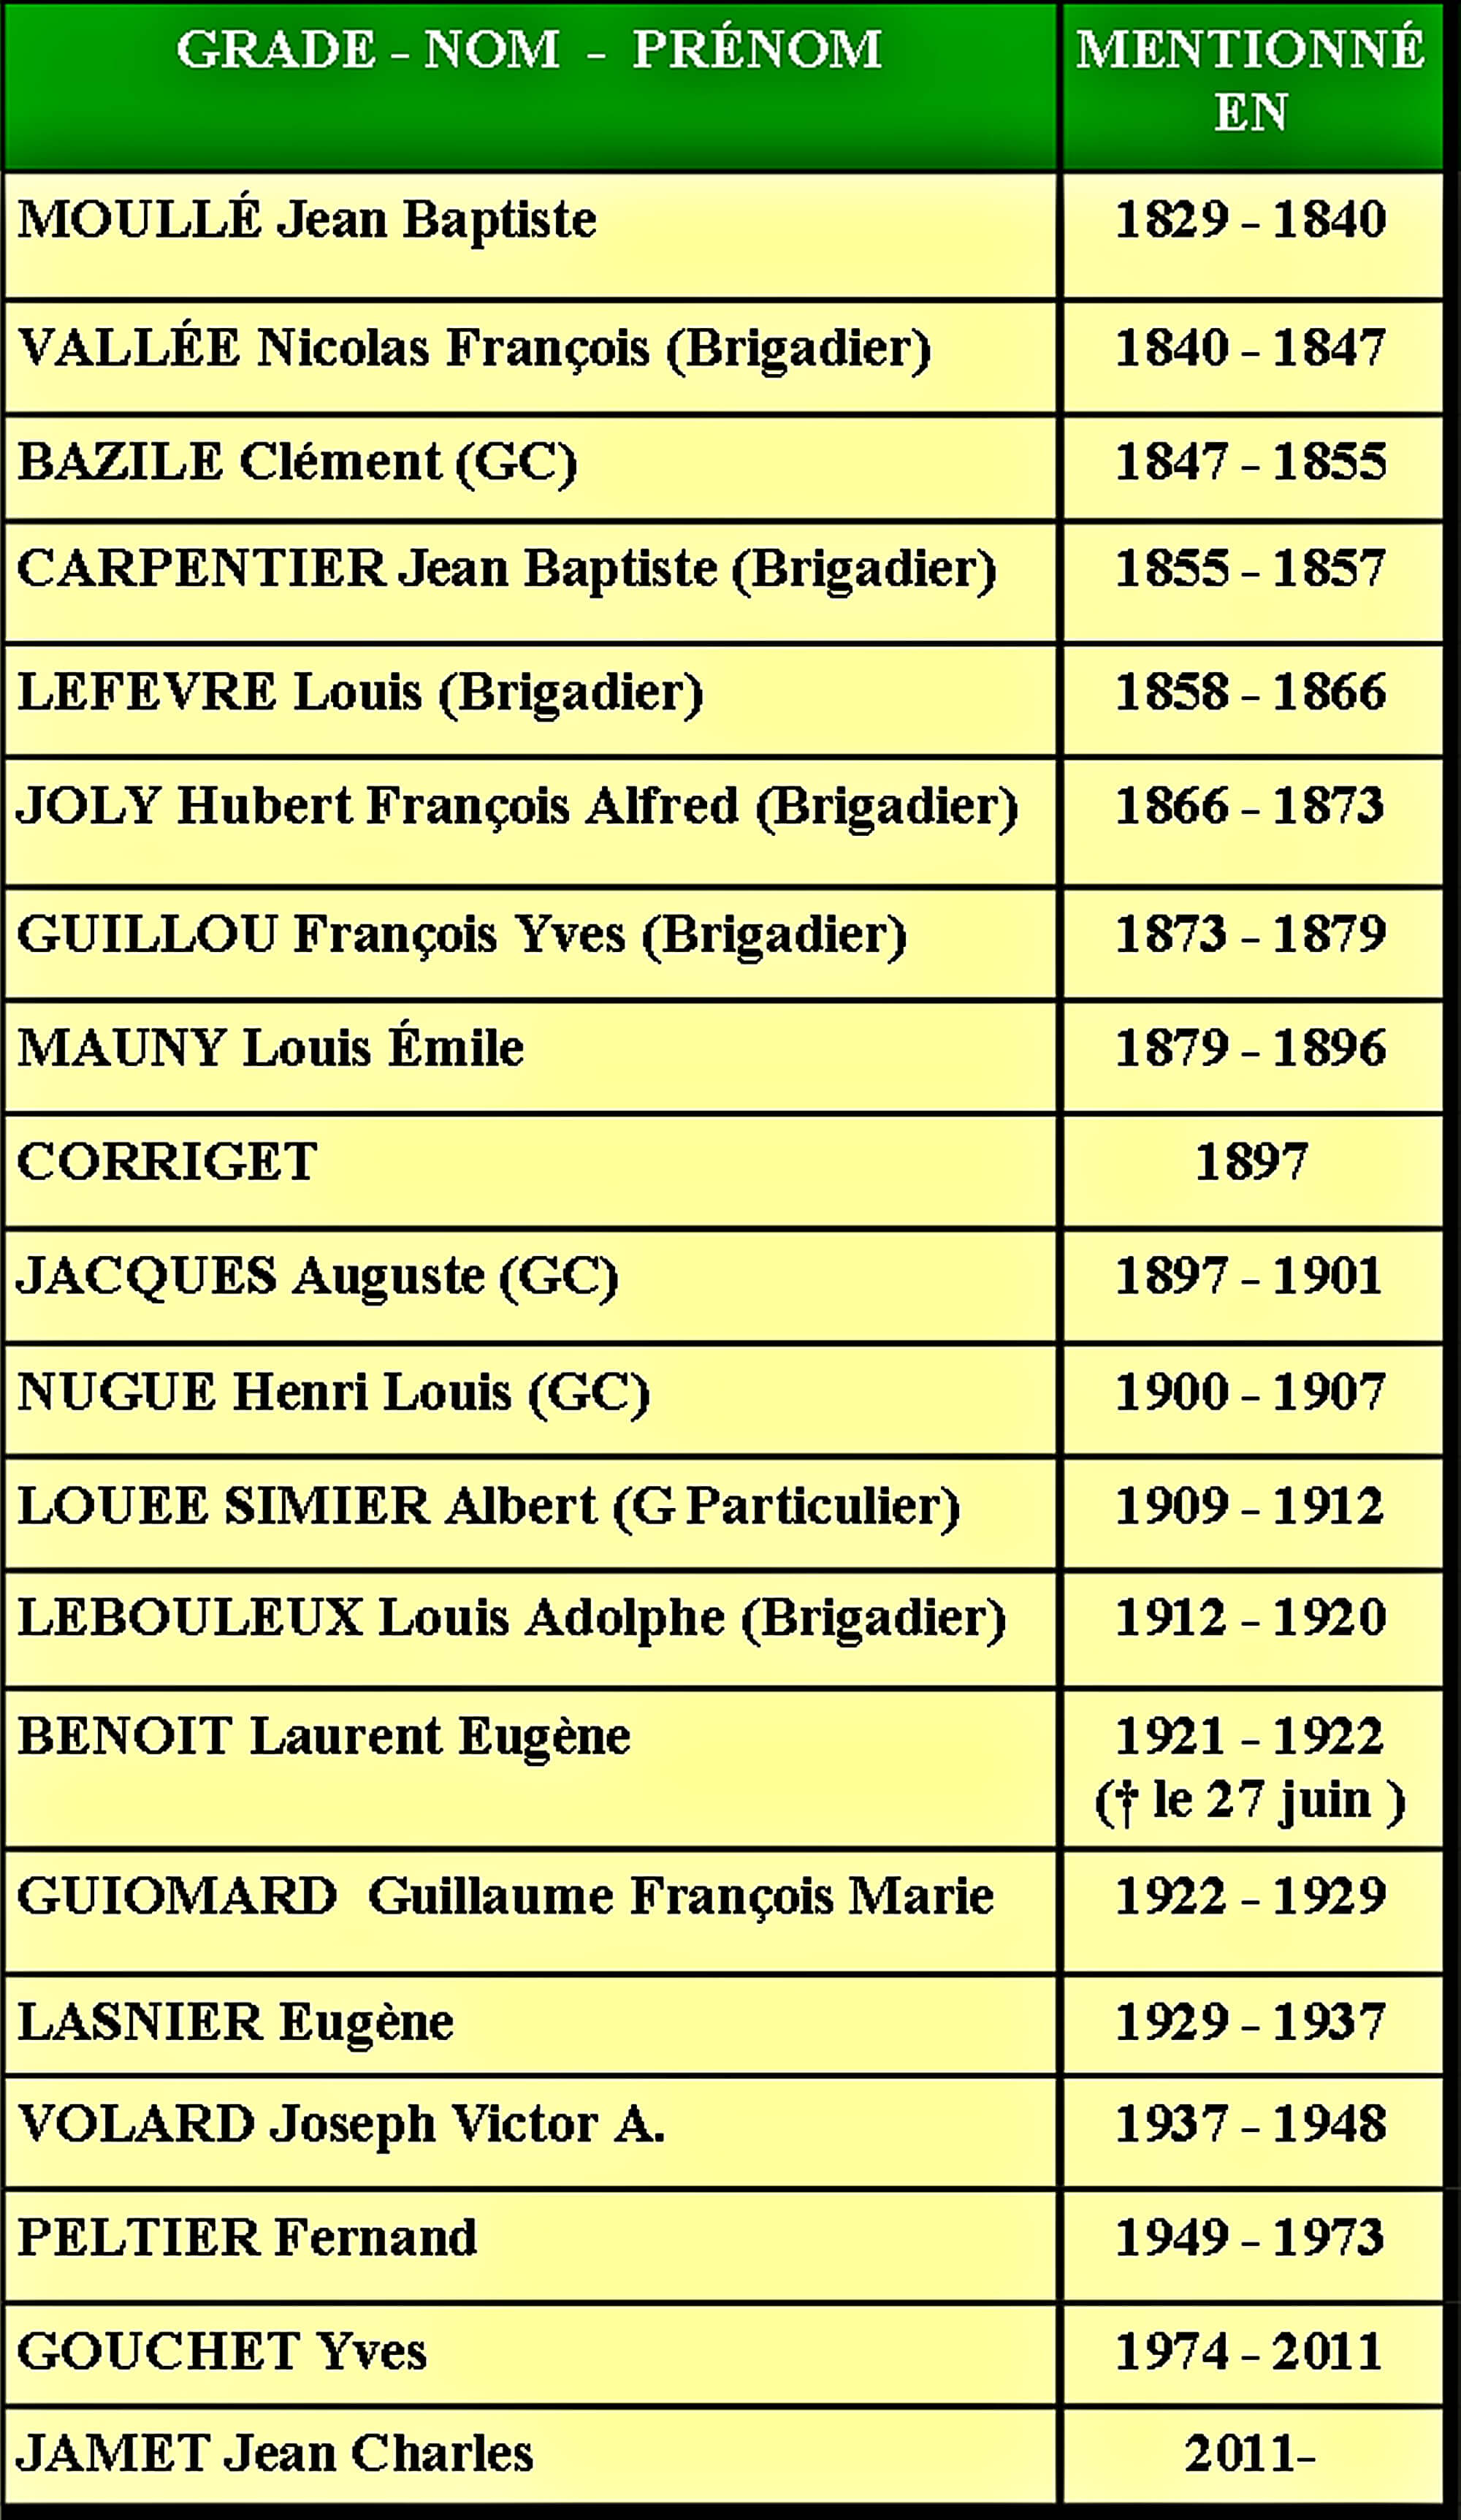 GRADE - NOM - PRÉNOM
MENTIONNÉ
EN
MOULLÉ Jean Baptiste 1829 - 1840
VALLÉE Nicolas François (Brigadier) 1840 - 1847
BAZILE Clément (GC) 1847 - 1855
CARPENTIER Jean Baptiste (Brigadier) 1855 - 1857
LEFEVRE Louis (Brigadier) 1858 - 1866
JOLY Hubert François Alfred (Brigadier) 1866 - 1873
GUILLOU François Yves (Brigadier) 1873 - 1879
MAUNY Louis Émile 1879 - 1896
CORRIGET 1897
JACQUES Auguste (GC) 1897 - 1901
NUGUE Henri Louis (GC) 1900 - 1907
LOUEE SIMIER Albert (G Particulier) 1909 - 1912
LEBOULEUX Louis Adolphe (Brigadier) 1912 - 1920
BENOIT Laurent Eugène 1921 - 1922
(† le 27 juin )
GUIOMARD Guillaume François Marie 1922 - 1929
LASNIER Eugène 1929 - 1937
VOLARD Joseph Victor A. 1937 - 1948
PELTIER Fernand 1949 - 1973
GOUCHET Yves 1974 - 2011
JAMET Jean Charles 2011-